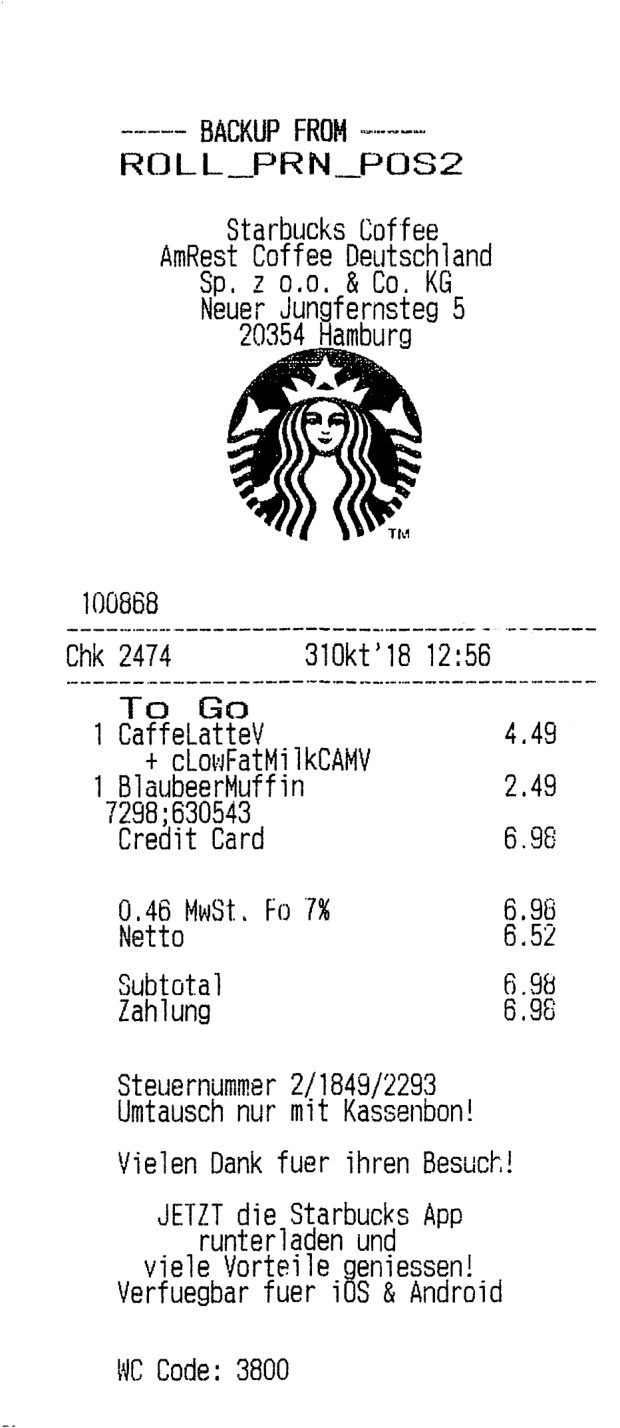 ----- BACKUP FROM -----
ROLL_PRN_POS2
Starbucks Coffee
AmRest Coffee Deutschland
Sp. z o.o. & Co. KG
Neuer Jungfernsteg 5
20354 Hamburg
TM
100868
Chk 2474 31Okt'18 12:56
To Go
1 CaffeLatteV 4.49
+ cLowFatMilkCAMV
1 BlaubeerMuffin 2.49
7298;630543
Credit Card 6.98
0.46 MwSt. Fo 7% 6.98
Netto 6.52
Subtotal 6.98
Zahlung 6.98
Steuernummer 2/1849/2293
Umtausch nur mit Kassenbon!
Vielen Dank fuer ihren Besuch!
JETZT die Starbucks App
runterladen und
viele Vorteile geniessen!
Verfuegbar fuer iOS & Android
WC Code: 3800